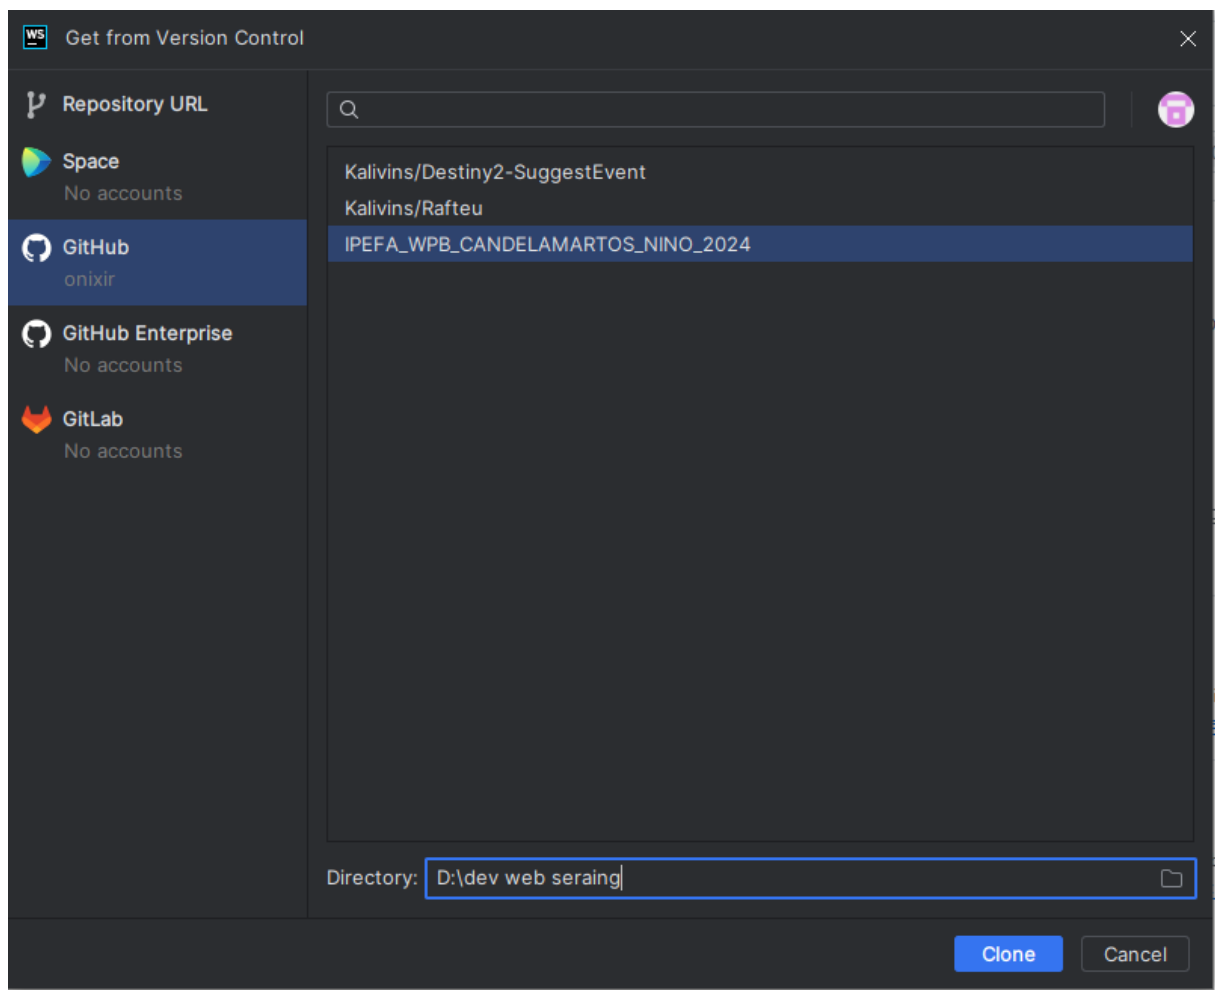 WS Get from Version Control
Repository URL
Space
No accounts
GitHub
onixir
GitHub Enterprise
No accounts
GitLab
No accounts
Kalivins/Destiny2-SuggestEvent
Kalivins/Rafteu
IPEFA_WPB_CANDELAMARTOS_NINO_2024
Directory: D:\dev web seraing
Clone Cancel